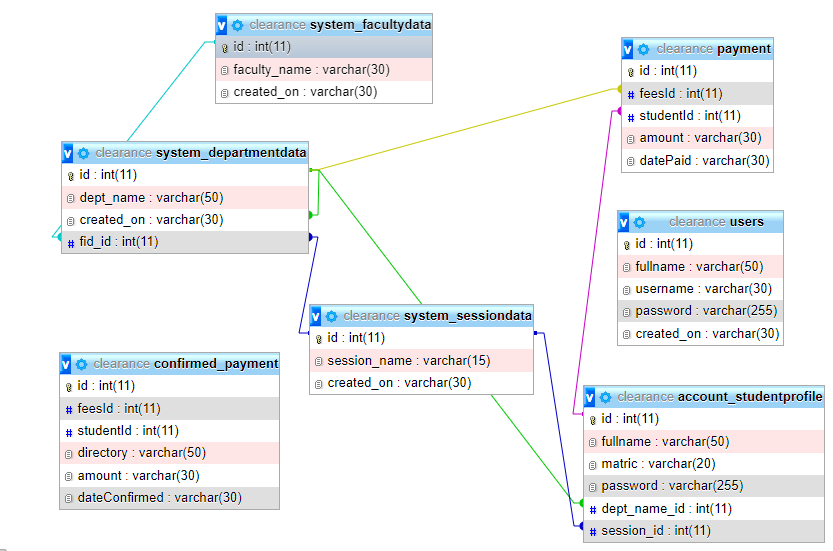 clearance system_facultydata
id : int(11)
faculty_name : varchar(30)
created_on : varchar(30)
clearance payment
id : int(11)
feesId : int(11)
studentId : int(11)
amount : varchar(30)
datePaid : varchar(30)
clearance system_departmentdata
id : int(11)
dept_name : varchar(50)
created_on : varchar(30)
fid_id : int(11)
clearance users
id : int(11)
fullname : varchar(50)
username : varchar(30)
password : varchar(255)
created_on : varchar(30)
clearance system_sessiondata
id : int(11)
session_name : varchar(15)
created_on : varchar(30)
clearance confirmed_payment
id : int(11)
feesId : int(11)
studentId : int(11)
directory : varchar(50)
amount : varchar(30)
dateConfirmed : varchar(30)
clearance account_studentprofile
id : int(11)
fullname : varchar(50)
matric : varchar(20)
password : varchar(255)
dept_name_id : int(11)
session_id : int(11)